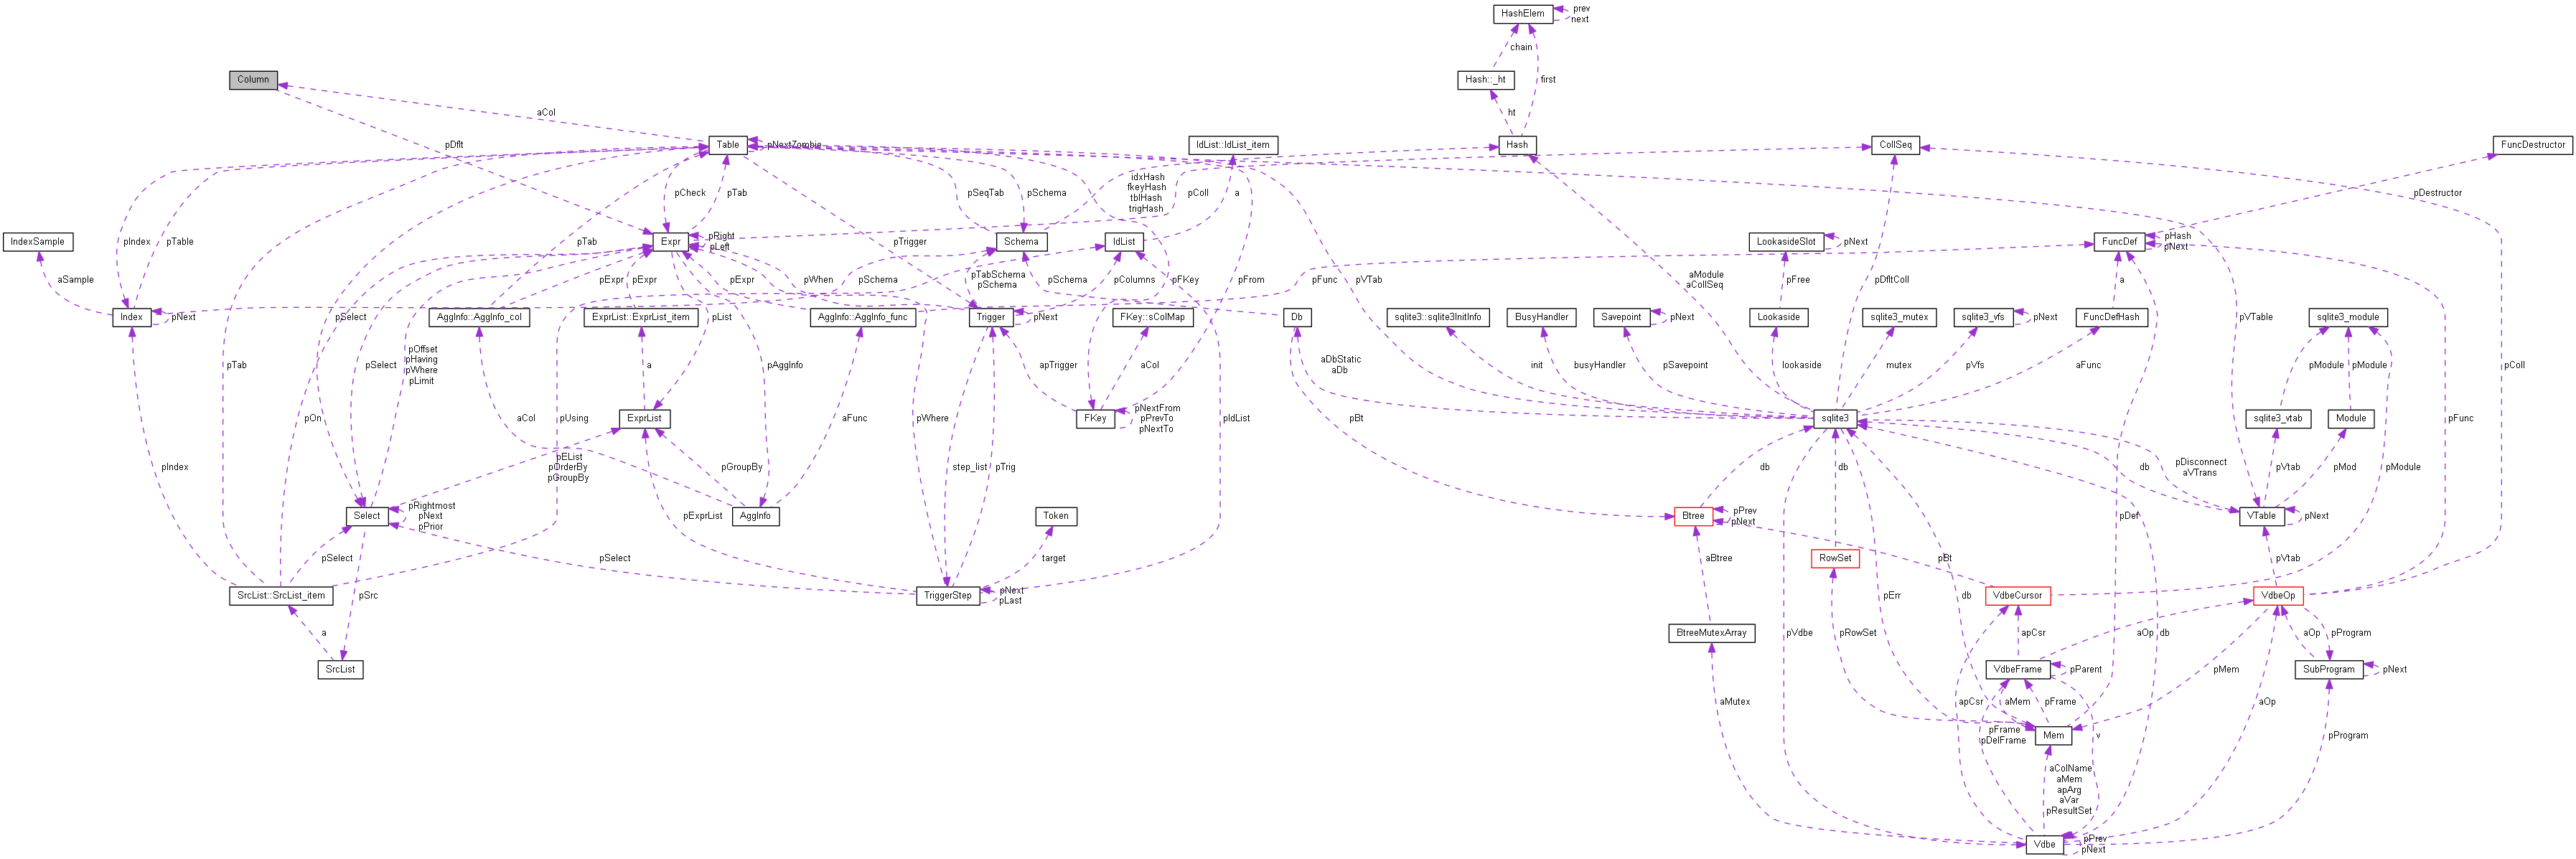 HashElem
prev
next
chain
Column
Hash::_ht
first
aCol
ht
pDflt
Table
pNextZombie
IdList::IdList_item
Hash
CollSeq
FuncDestructor
pCheck
pTab
pSeqTab
pSchema
idxHash
fkeyHash
tblHash
trigHash
pColl
a
pDestructor
IndexSample
pIndex
pTable
pTab
Expr
pRight
pLeft
pTrigger
Schema
IdList
LookasideSlot
pNext
FuncDef
pHash
pNext
aSample
pExpr
pExpr
pExpr
pWhen
pSchema
pTabSchema
pSchema
pSchema
pColumns
pFKey
pFrom
pFunc
pVTab
aModule
aCollSeq
pDfltColl
pFree
a
Index
pNext
pSelect
AggInfo::AggInfo_col
ExprList::ExprList_item
pList
AggInfo::AggInfo_func
Trigger
pNext
FKey::sColMap
Db
sqlite3::sqlite3InitInfo
BusyHandler
Savepoint
pNext
Lookaside
sqlite3_mutex
sqlite3_vfs
pNext
FuncDefHash
pVTable
sqlite3_module
pTab
pSelect
pOffset
pHaving
pWhere
pLimit
a
pAggInfo
apTrigger
aCol
aDbStatic
aDb
init
busyHandler
pSavepoint
lookaside
mutex
pVfs
aFunc
pModule
pModule
pColl
pOn
pUsing
ExprList
aCol
aFunc
pWhere
FKey
pNextFrom
pPrevTo
pNextTo
pIdList
pBt
sqlite3
sqlite3_vtab
Module
pFunc
pIndex
pEList
pOrderBy
pGroupBy
pGroupBy
step_list
pTrig
db
db
pDisconnect
aVTrans
db
pVtab
pMod
pModule
Select
pRightmost
pNext
pPrior
pExprList
AggInfo
Token
Btree
pPrev
pNext
pDef
VTable
pNext
pSelect
pSelect
target
aBtree
RowSet
pBt
pVtab
SrcList::SrcList_item
pSrc
TriggerStep
pNext
pLast
pErr
db
VdbeCursor
VdbeOp
a
BtreeMutexArray
pVdbe
pRowSet
apCsr
aOp
db
aOp
pProgram
SrcList
VdbeFrame
pParent
pMem
SubProgram
pNext
aMutex
apCsr
aMem
pFrame
aOp
pFrame
pDelFrame
Mem
v
pProgram
aColName
aMem
apArg
aVar
pResultSet
Vdbe
pPrev
pNext